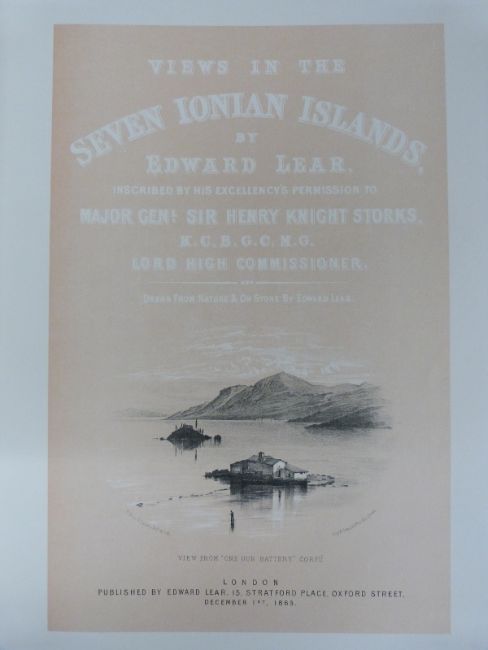 VIEWS IN THE
SEVEN IONIAN ISLANDS,
BY
EDWARD LEAR.
INSCRIBED BY HIS EXCELLENCY'S PERMISSION TO
MAJOR GENL. SIR HENRY KNIGHT STORKS,
K.C.B. G.C.M.G.
LORD HIGH COMMISSIONER.
DRAWN FROM NATURE & ON STONE BY EDWARD LEAR.
VIEW FROM "ONE GUN BATTERY" CORFU
LONDON
PUBLISHED BY EDWARD LEAR, 15, STRATFORD PLACE, OXFORD STREET,
DECEMBER 1ST, 1863.